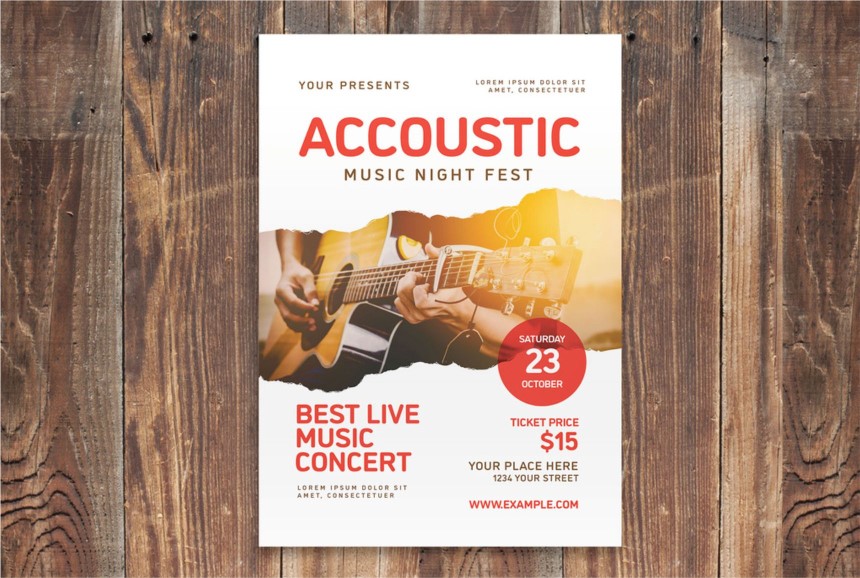 YOUR PRESENTS
LOREM IPSUM DOLOR SIT
AMET, CONSECTETUER
ACCOUSTIC
MUSIC NIGHT FEST
SATURDAY
23
OCTOBER
BEST LIVE
MUSIC
CONCERT
LOREM IPSUM DOLOR SIT
AMET, CONSECTETUER
TICKET PRICE
$15
YOUR PLACE HERE
1234 YOUR STREET
WWW.EXAMPLE.COM